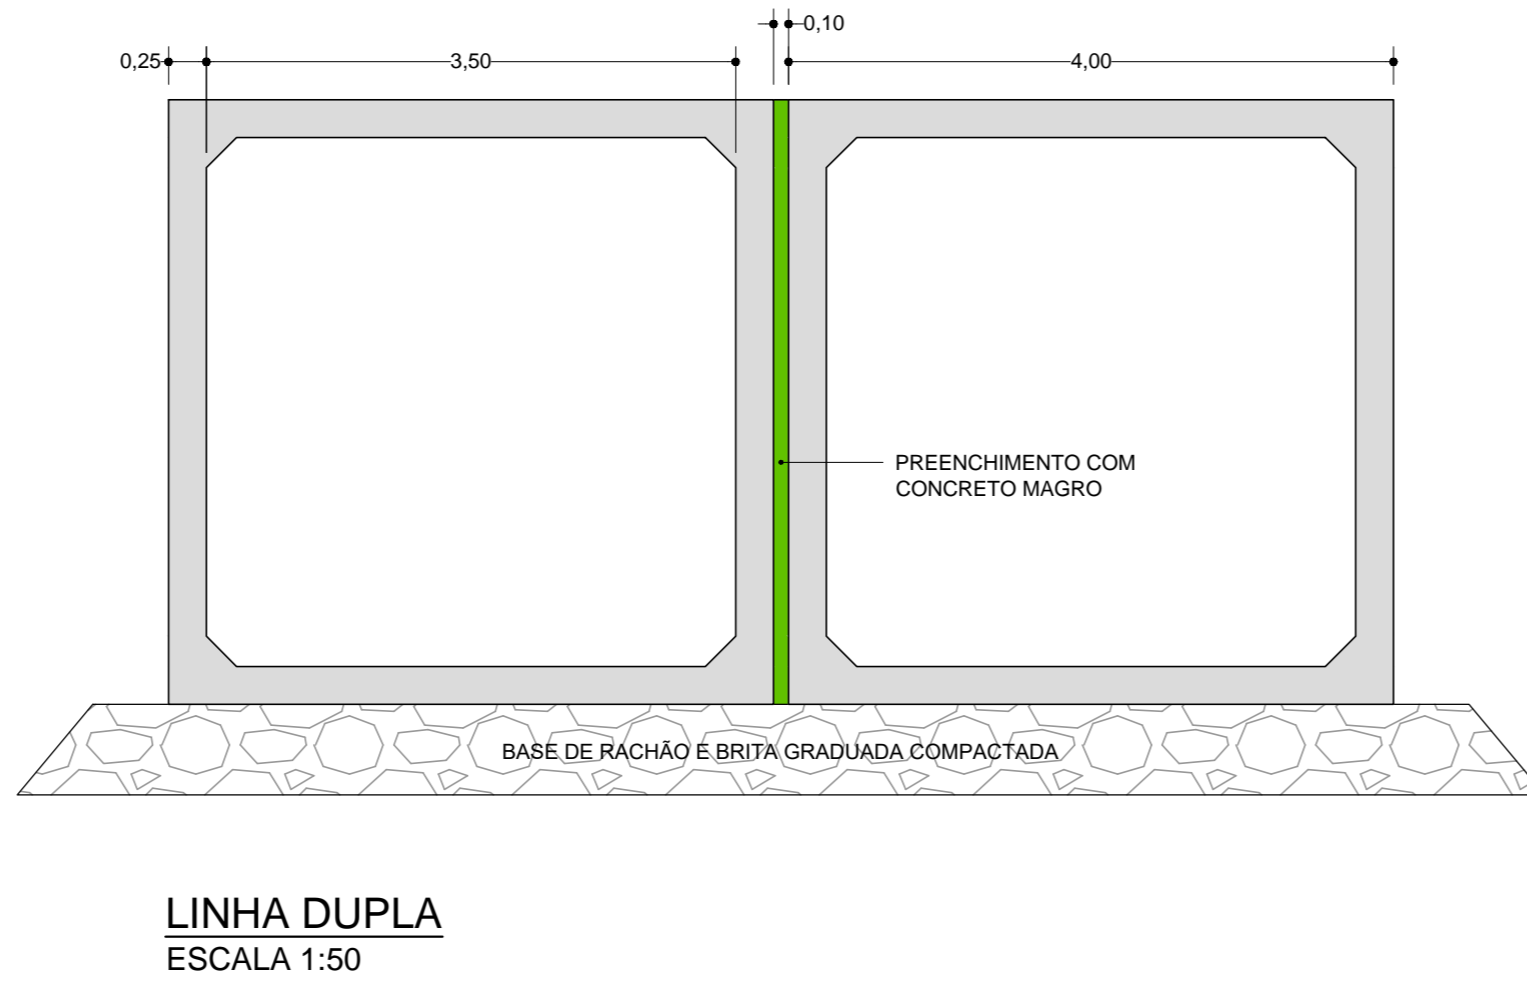 0,10
0,25
3,50
4,00
PREENCHIMENTO COM
CONCRETO MAGRO
BASE DE RACHÃO E BRITA GRADUADA COMPACTADA
LINHA DUPLA
ESCALA 1:50